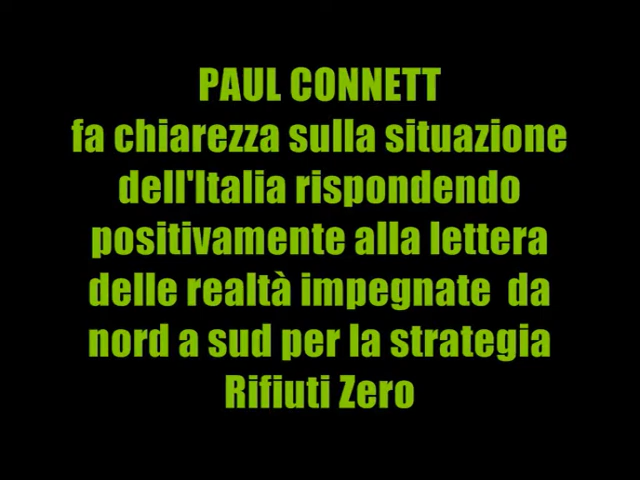 PAUL CONNETT
fa chiarezza sulla situazione
dell'Italia rispondendo
positivamente alla lettera
delle realtà impegnate  da
nord a sud per la strategia
Rifiuti Zero